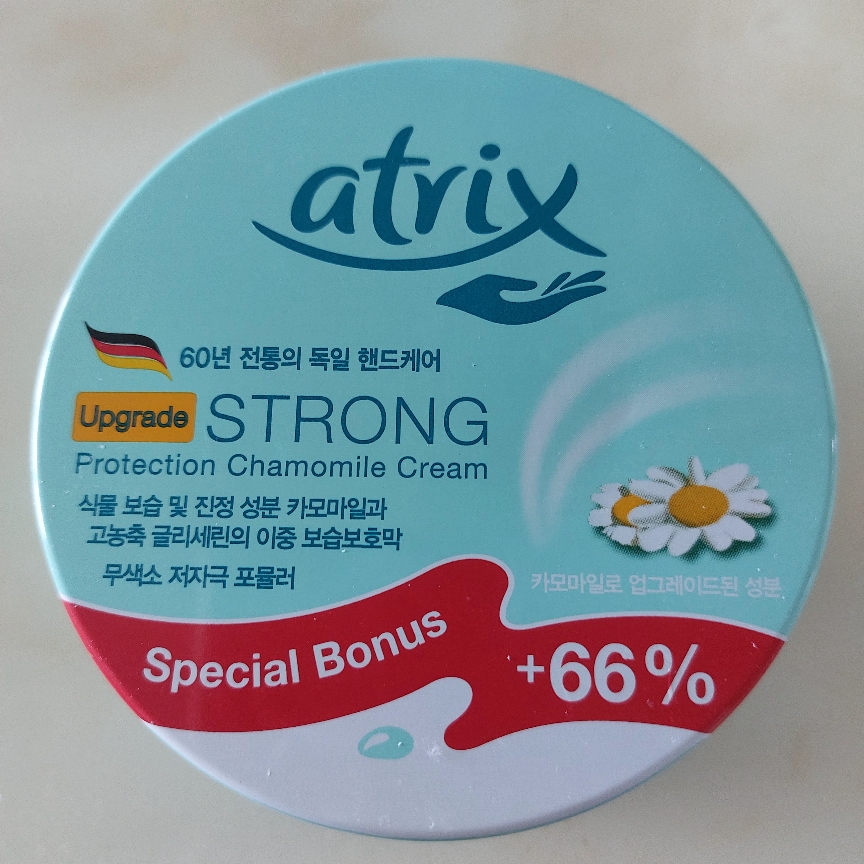 atrix
60년 전통의 독일 핸드케어
Upgrade STRONG
Protection Chamomile Cream
식물 보습 및 진정 성분 카모마일과
고농축 글리세린의 이중 보습보호막
무색소 저자극 포뮬러
카모마일로 업그레이드된 성분
Special Bonus +66%